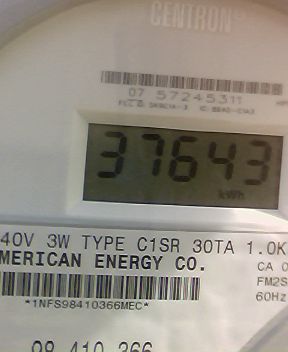 CENTRON
07 57245311
37643
kWh
40V 3W TYPE C1SR 30TA 1.0K
MERICAN ENERGY CO.
CA 0
FM2S
*1NFS98410366MEC*
60Hz
98 410 366